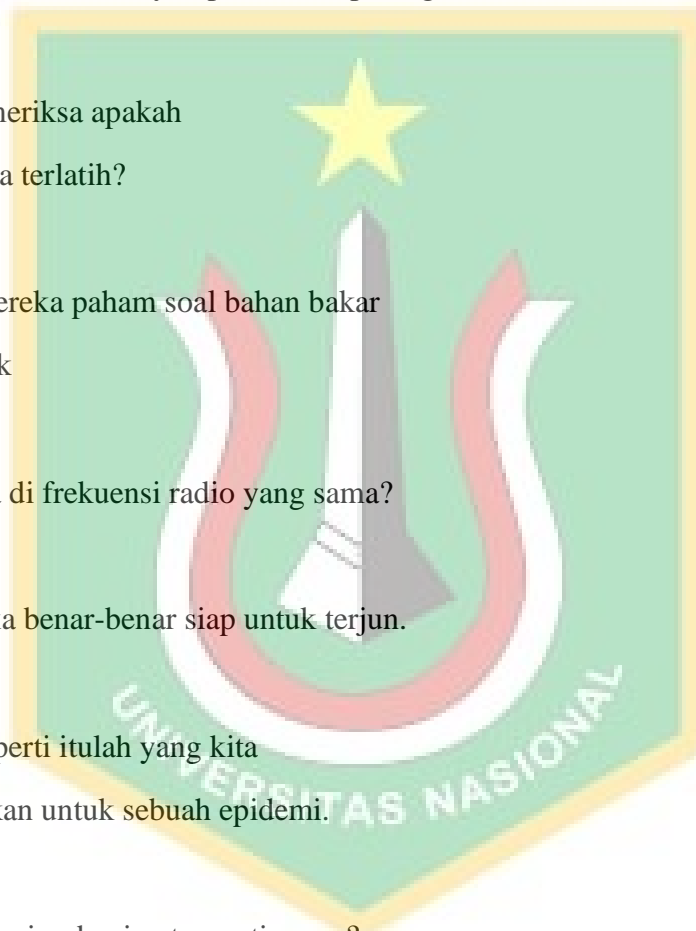 neriksa apakah
a terlatih?
ereka paham soal bahan bakar
k
di frekuensi radio yang sama?
a benar-benar siap untuk terjun.
perti itulah yang kita
kan untuk sebuah epidemi.
UNIVERSITAS NASIONAL